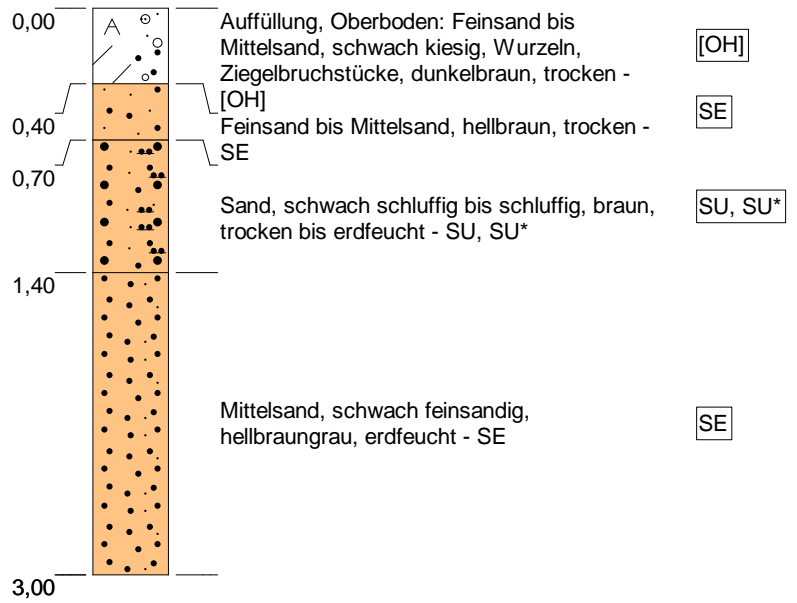 0,00
Auffüllung, Oberboden: Feinsand bis
Mittelsand, schwach kiesig, Wurzeln,
Ziegelbruchstücke, dunkelbraun, trocken -
[OH]
[OH]
A
0,40
Feinsand bis Mittelsand, hellbraun, trocken -
SE
SE
0,70
Sand, schwach schluffig bis schluffig, braun,
trocken bis erdfeucht - SU, SU*
SU, SU*
1,40
Mittelsand, schwach feinsandig,
hellbraungrau, erdfeucht - SE
SE
3,00